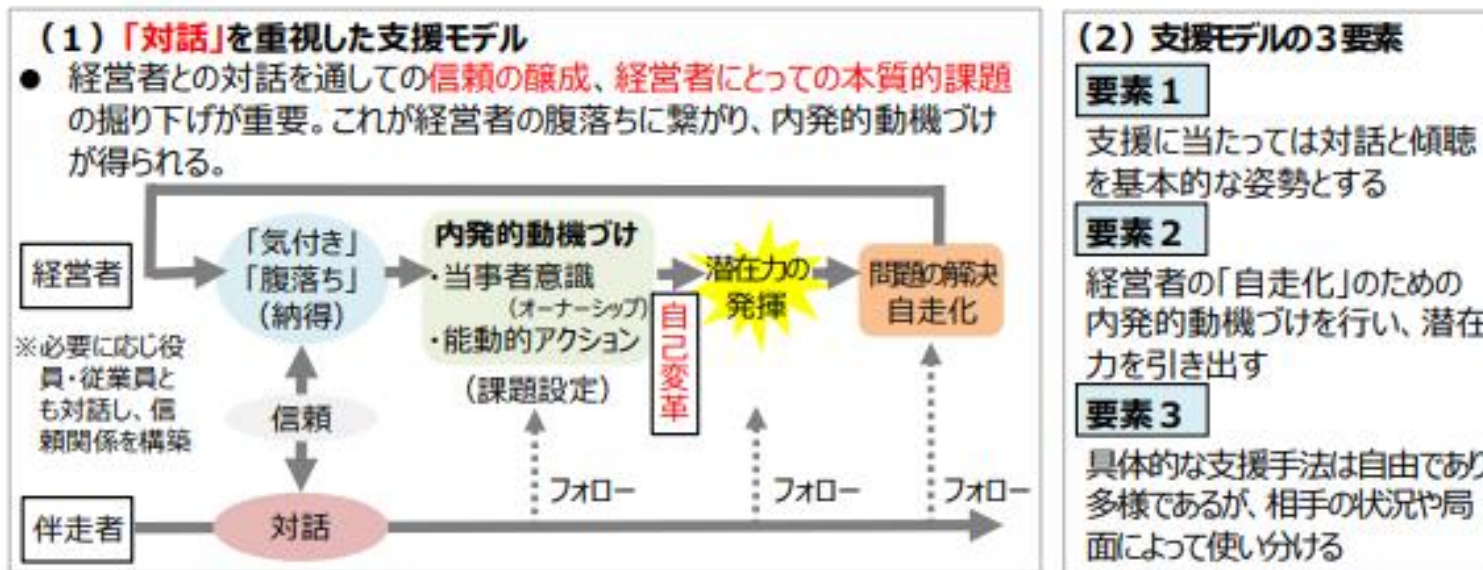 （１）「対話」を重視した支援モデル
● 経営者との対話を通しての信頼の醸成、経営者にとっての本質的課題
の掘り下げが重要。これが経営者の腹落ちに繋がり、内発的動機づけ
が得られる。
経営者
※必要に応じ役
員・従業員と
も対話し、信
頼関係を構築
「気付き」
「腹落ち」
（納得）
内発的動機づけ
・当事者意識
（オーナーシップ）
・能動的アクション
（課題設定）
自己変革
潜在力の
発揮
問題の解決
自走化
信頼
フォロー
フォロー
フォロー
伴走者
対話
（２）支援モデルの３要素
要素１
支援に当たっては対話と傾聴
を基本的な姿勢とする
要素２
経営者の「自走化」のための
内発的動機づけを行い、潜在
力を引き出す
要素３
具体的な支援手法は自由であり
多様であるが、相手の状況や局
面によって使い分ける